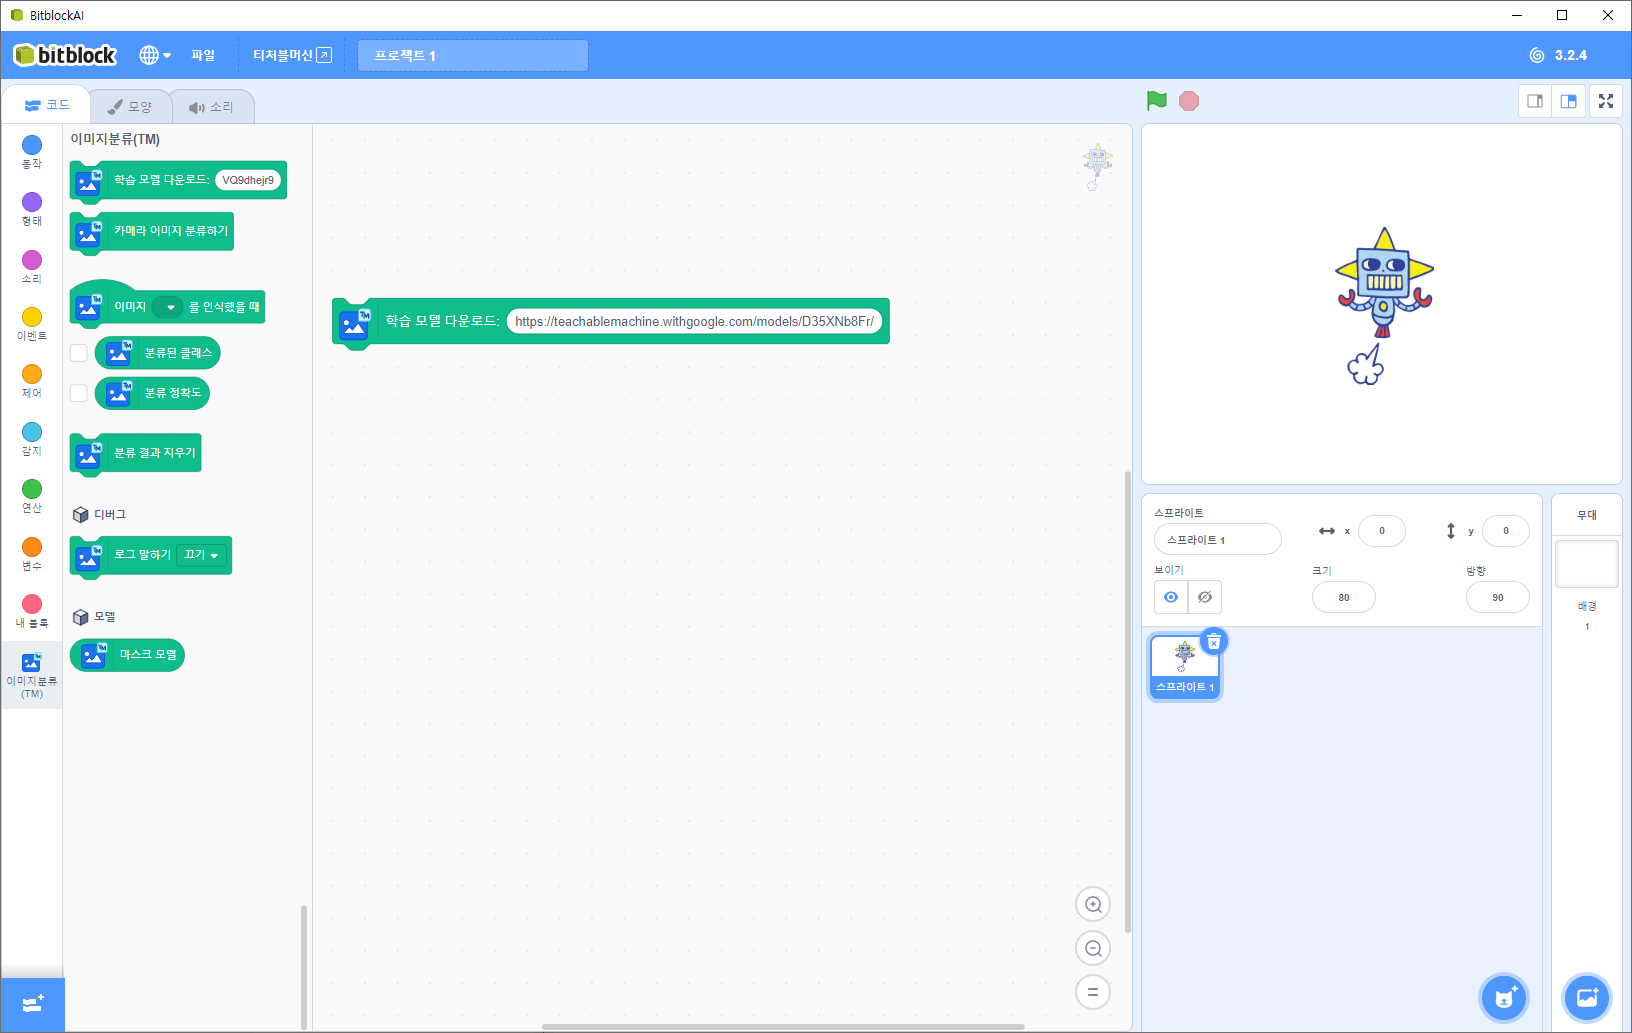 BitblockAI
bitblock
파일
티처블머신
프로젝트 1
3.2.4
코드
모양
소리
동작
형태
소리
이벤트
제어
감지
연산
변수
내 블록
이미지분류
(TM)
이미지분류(TM)
학습 모델 다운로드: VQ9dhejr9
카메라 이미지 분류하기
이미지 를 인식했을 때
분류된 클래스
분류 정확도
분류 결과 지우기
디버그
로그 말하기 끄기
모델
마스크 모델
학습 모델 다운로드: https://teachablemachine.withgoogle.com/models/D35XNb8Fr/
스프라이트
스프라이트 1
x 0
y 0
보이기
크기
80
방향
90
스프라이트 1
무대
배경
1